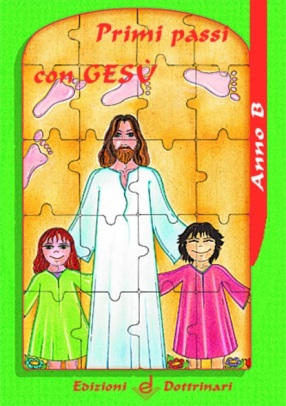 Primi passi
con GESÙ
Anno B
Edizioni Dottrinari